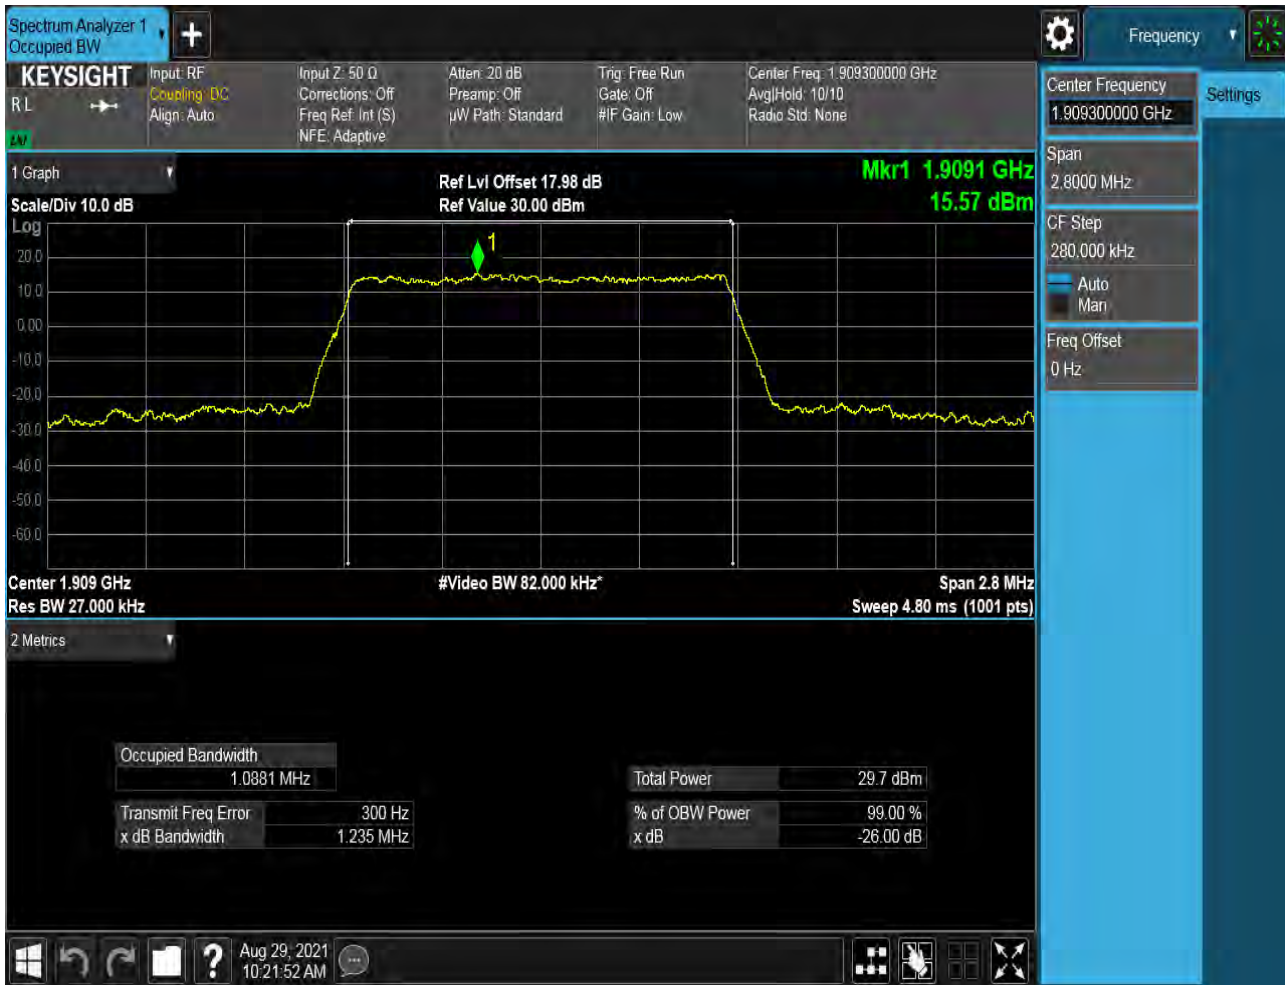 Spectrum Analyzer 1
Occupied BW
Frequency
KEYSIGHT
R L
Input: RF
Coupling: DC
Align: Auto
Input Z: 50 Ω
Corrections: Off
Freq Ref: Int (S)
NFE: Adaptive
Atten: 20 dB
Preamp: Off
µW Path: Standard
Trig: Free Run
Gate: Off
#IF Gain: Low
Center Freq: 1.909300000 GHz
Avg|Hold: 10/10
Radio Std: None
Center Frequency
1.909300000 GHz
Settings
Span
2.8000 MHz
CF Step
280.000 kHz
Auto
Man
Freq Offset
0 Hz
1 Graph
Scale/Div 10.0 dB
Ref Lvl Offset 17.98 dB
Ref Value 30.00 dBm
Mkr1 1.9091 GHz
15.57 dBm
Log
1
20.0
10.0
0.00
-10.0
-20.0
-30.0
-40.0
-50.0
-60.0
Center 1.909 GHz
#Video BW 82.000 kHz*
Span 2.8 MHz
Res BW 27.000 kHz
Sweep 4.80 ms (1001 pts)
2 Metrics
Occupied Bandwidth
1.0881 MHz
Total Power 29.7 dBm
Transmit Freq Error 300 Hz
% of OBW Power 99.00 %
x dB Bandwidth 1.235 MHz
x dB -26.00 dB
?
Aug 29, 2021
10:21:52 AM